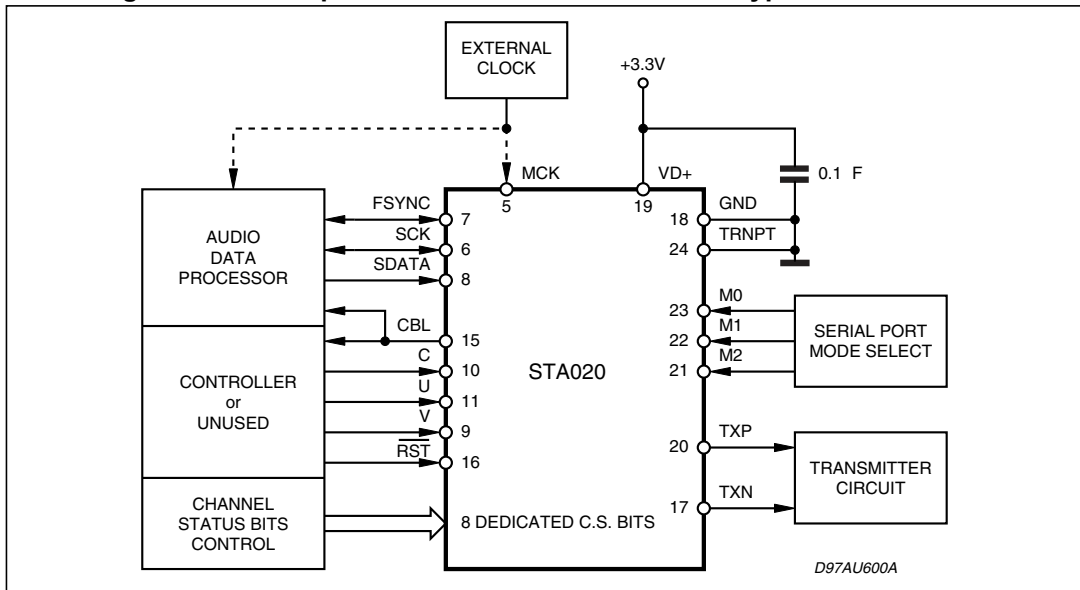 EXTERNAL
CLOCK
+3.3V
MCK
5
VD+
19
0.1 F
AUDIO
DATA
PROCESSOR
FSYNC
7
SCK
6
SDATA
8
CBL
15
CONTROLLER
or
UNUSED
C
10
U
11
V
9
RST
16
CHANNEL
STATUS BITS
CONTROL
8 DEDICATED C.S. BITS
STA020
18
GND
24
TRNPT
23
M0
22
M1
21
M2
SERIAL PORT
MODE SELECT
20
TXP
17
TXN
TRANSMITTER
CIRCUIT
D97AU600A